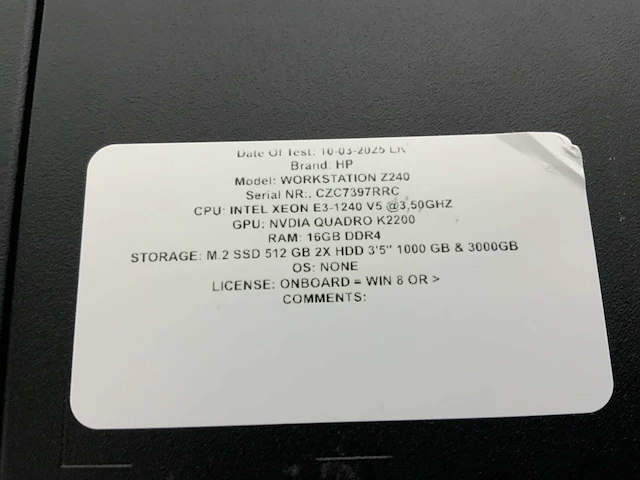 Date Of Test: 10-03-2025 LK
Brand: HP
Model: WORKSTATION Z240
Serial NR:. CZC7397RRC
CPU: INTEL XEON E3-1240 V5 @3,50GHZ
GPU: NVDIA QUADRO K2200
RAM: 16GB DDR4
STORAGE: M.2 SSD 512 GB 2X HDD 3'5" 1000 GB & 3000GB
OS: NONE
LICENSE: ONBOARD = WIN 8 OR >
COMMENTS: